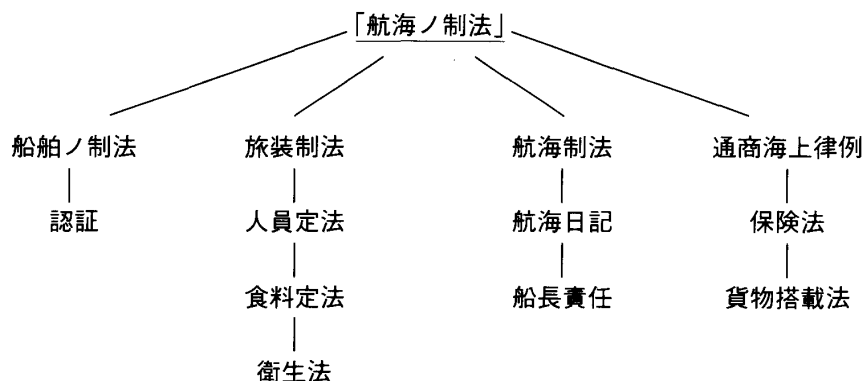 「航海ノ制法」
船舶ノ制法 旅装制法 航海制法 通商海上律例
認証 人員定法 航海日記 保険法
食料定法 船長責任 貨物搭載法
衛生法